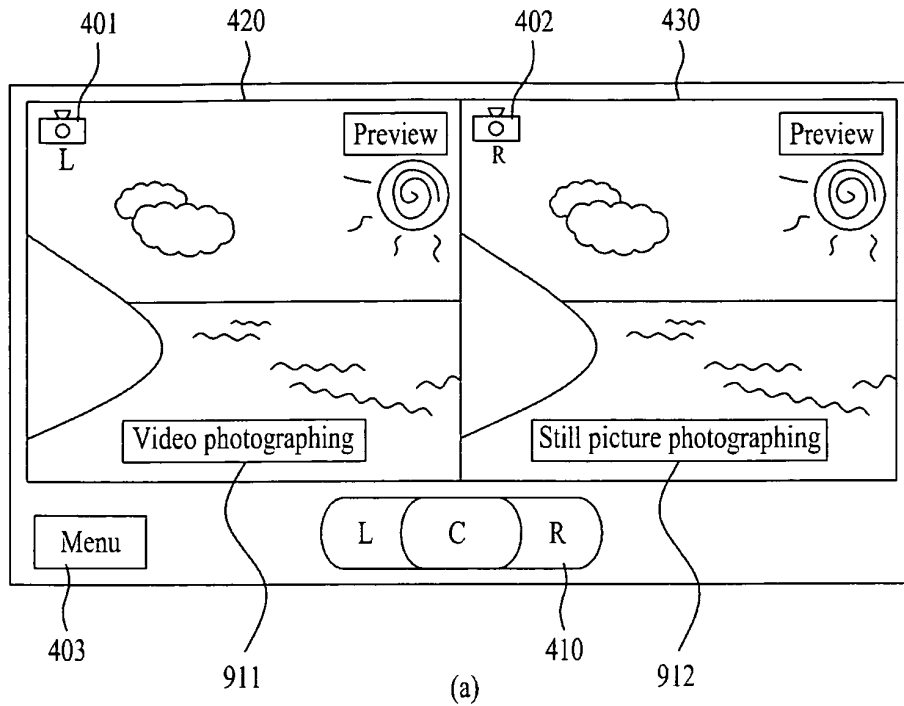 401 420 402 430
L Preview R Preview
Video photographing Still picture photographing
Menu L C R
403 911 410 912
(a)